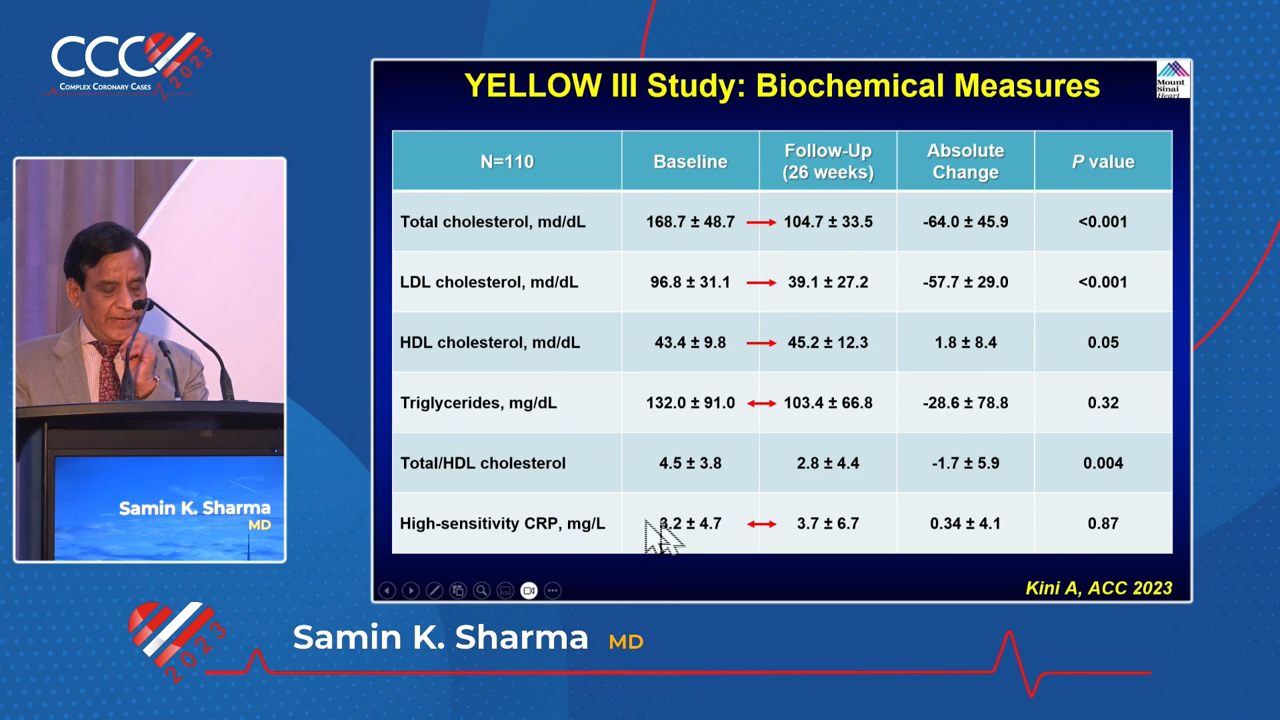 CCC
2023
COMPLEX CORONARY CASES
YELLOW III Study: Biochemical Measures
Mount
Sinai
Heart
N=110 Baseline Follow-Up (26 weeks) Absolute Change P value
Total cholesterol, md/dL 168.7 ± 48.7 104.7 ± 33.5 -64.0 ± 45.9 <0.001
LDL cholesterol, md/dL 96.8 ± 31.1 39.1 ± 27.2 -57.7 ± 29.0 <0.001
HDL cholesterol, md/dL 43.4 ± 9.8 45.2 ± 12.3 1.8 ± 8.4 0.05
Triglycerides, mg/dL 132.0 ± 91.0 103.4 ± 66.8 -28.6 ± 78.8 0.32
Total/HDL cholesterol 4.5 ± 3.8 2.8 ± 4.4 -1.7 ± 5.9 0.004
High-sensitivity CRP, mg/L 3.2 ± 4.7 3.7 ± 6.7 0.34 ± 4.1 0.87
Kini A, ACC 2023
Samin K. Sharma
MD
2023
Samin K. Sharma MD